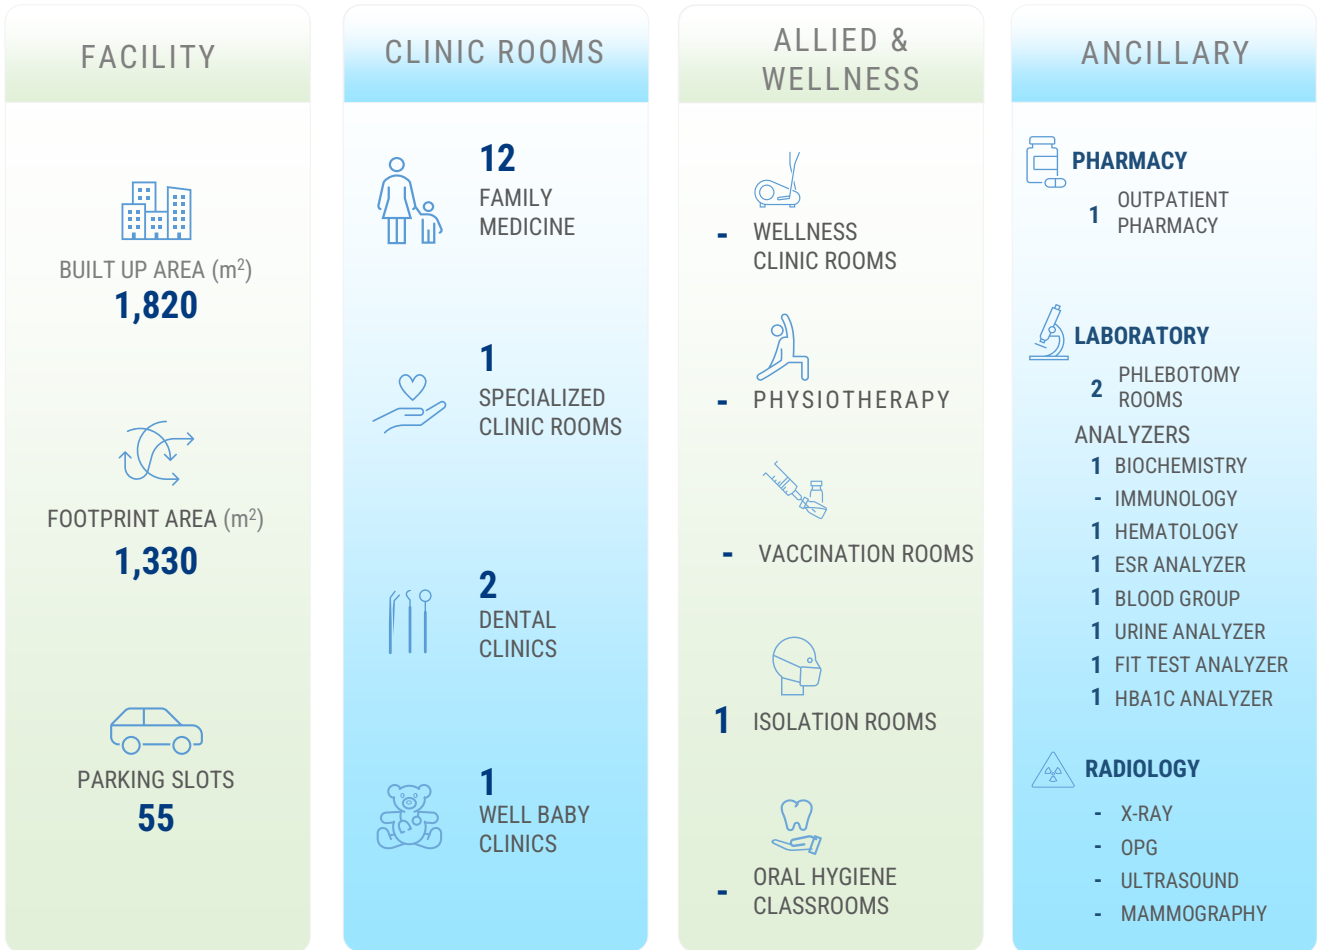 FACILITY
BUILT UP AREA (m²)
1,820
FOOTPRINT AREA (m²)
1,330
PARKING SLOTS
55
CLINIC ROOMS
12
FAMILY
MEDICINE
1
SPECIALIZED
CLINIC ROOMS
2
DENTAL
CLINICS
1
WELL BABY
CLINICS
ALLIED &
WELLNESS
- WELLNESS
CLINIC ROOMS
- PHYSIOTHERAPY
- VACCINATION ROOMS
1 ISOLATION ROOMS
- ORAL HYGIENE
CLASSROOMS
ANCILLARY
PHARMACY
1 OUTPATIENT
PHARMACY
LABORATORY
2 PHLEBOTOMY
ROOMS
ANALYZERS
1 BIOCHEMISTRY
- IMMUNOLOGY
1 HEMATOLOGY
1 ESR ANALYZER
1 BLOOD GROUP
1 URINE ANALYZER
1 FIT TEST ANALYZER
1 HBA1C ANALYZER
RADIOLOGY
- X-RAY
- OPG
- ULTRASOUND
- MAMMOGRAPHY